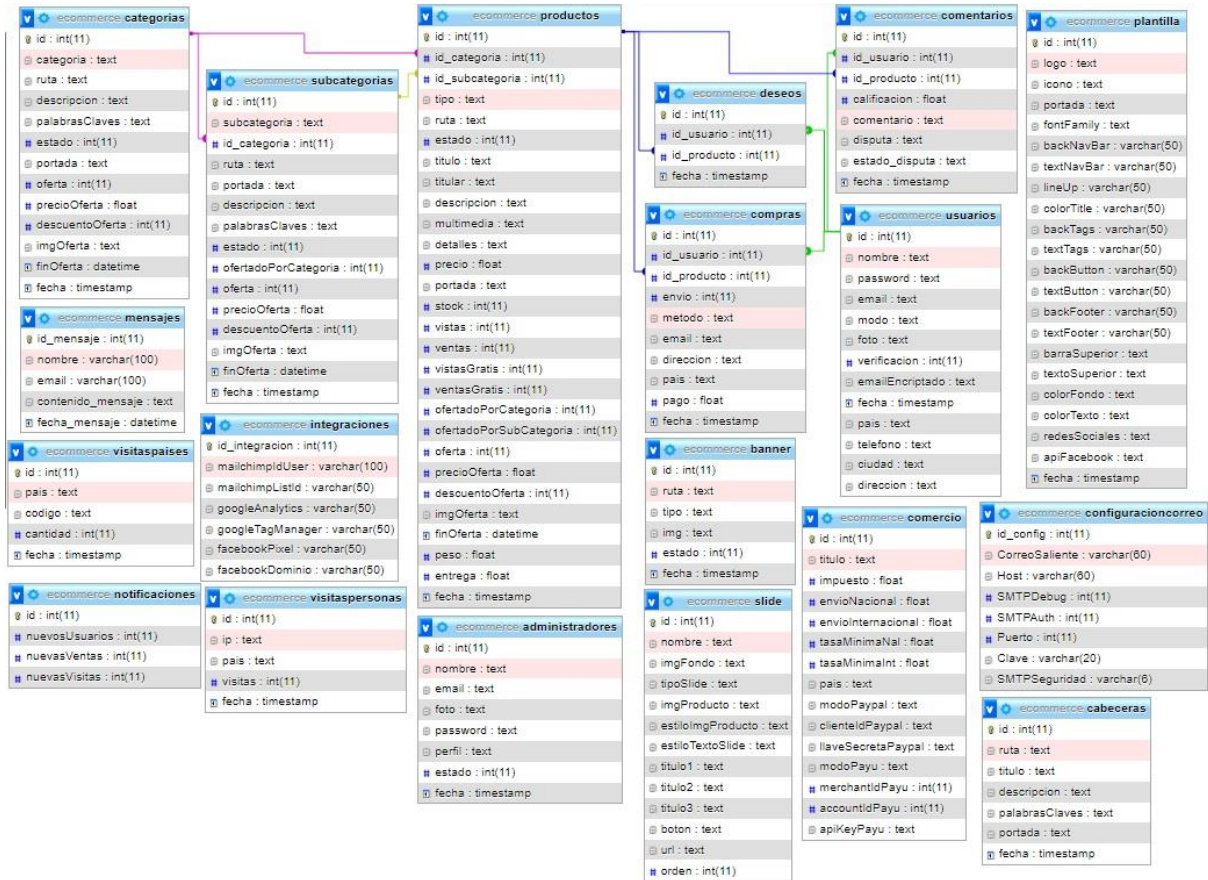 ecommerce categorias
id : int(11)
categoria : text
ruta : text
descripcion : text
palabrasClaves : text
estado : int(11)
portada : text
oferta : int(11)
precioOferta : float
descuentoOferta : int(11)
imgOferta : text
finOferta : datetime
fecha : timestamp
ecommerce subcategorias
id : int(11)
subcategoria : text
id_categoria : int(11)
ruta : text
portada : text
descripcion : text
palabrasClaves : text
estado : int(11)
ofertadoPorCategoria : int(11)
oferta : int(11)
precioOferta : float
descuentoOferta : int(11)
imgOferta : text
finOferta : datetime
fecha : timestamp
ecommerce productos
id : int(11)
id_categoria : int(11)
id_subcategoria : int(11)
tipo : text
ruta : text
estado : int(11)
titulo : text
titular : text
descripcion : text
multimedia : text
detalles : text
precio : float
portada : text
stock : int(11)
vistas : int(11)
ventas : int(11)
vistasGratis : int(11)
ventasGratis : int(11)
ofertadoPorCategoria : int(11)
ofertadoPorSubCategoria : int(11)
oferta : int(11)
precioOferta : float
descuentoOferta : int(11)
imgOferta : text
finOferta : datetime
peso : float
entrega : float
fecha : timestamp
ecommerce deseos
id : int(11)
id_usuario : int(11)
id_producto : int(11)
fecha : timestamp
ecommerce comentarios
id : int(11)
id_usuario : int(11)
id_producto : int(11)
calificacion : float
comentario : text
disputa : text
estado_disputa : text
fecha : timestamp
ecommerce plantilla
id : int(11)
logo : text
icono : text
portada : text
fontFamily : text
backNavBar : varchar(50)
textNavBar : varchar(50)
lineUp : varchar(50)
colorTitle : varchar(50)
backTags : varchar(50)
textTags : varchar(50)
backButton : varchar(50)
textButton : varchar(50)
backFooter : varchar(50)
textFooter : varchar(50)
barraSuperior : text
textoSuperior : text
colorFondo : text
colorTexto : text
redesSociales : text
apiFacebook : text
fecha : timestamp
ecommerce compras
id : int(11)
id_usuario : int(11)
id_producto : int(11)
envio : int(11)
metodo : text
email : text
direccion : text
pais : text
pago : float
fecha : timestamp
ecommerce usuarios
id : int(11)
nombre : text
password : text
email : text
modo : text
foto : text
verificacion : int(11)
emailEncriptado : text
fecha : timestamp
pais : text
telefono : text
ciudad : text
direccion : text
ecommerce mensajes
id_mensaje : int(11)
nombre : varchar(100)
email : varchar(100)
contenido_mensaje : text
fecha_mensaje : datetime
ecommerce visitaspaises
id : int(11)
pais : text
codigo : text
cantidad : int(11)
fecha : timestamp
ecommerce integraciones
id_integracion : int(11)
mailchimpIdUser : varchar(100)
mailchimpListId : varchar(50)
googleAnalytics : varchar(50)
googleTagManager : varchar(50)
facebookPixel : varchar(50)
facebookDominio : varchar(50)
ecommerce notificaciones
id : int(11)
nuevosUsuarios : int(11)
nuevasVentas : int(11)
nuevasVisitas : int(11)
ecommerce visitaspersonas
id : int(11)
ip : text
pais : text
visitas : int(11)
fecha : timestamp
ecommerce administradores
id : int(11)
nombre : text
email : text
foto : text
password : text
perfil : text
estado : int(11)
fecha : timestamp
ecommerce banner
id : int(11)
ruta : text
tipo : text
img : text
estado : int(11)
fecha : timestamp
ecommerce slide
id : int(11)
nombre : text
imgFondo : text
tipoSlide : text
imgProducto : text
estiloImgProducto : text
estiloTextoSlide : text
titulo1 : text
titulo2 : text
titulo3 : text
boton : text
url : text
orden : int(11)
ecommerce comercio
id : int(11)
titulo : text
impuesto : float
envioNacional : float
envioInternacional : float
tasaMinimaNal : float
tasaMinimaInt : float
pais : text
modoPaypal : text
clienteIdPaypal : text
llaveSecretaPaypal : text
modoPayu : text
merchantIdPayu : int(11)
accountIdPayu : int(11)
apiKeyPayu : text
ecommerce configuracioncorreo
id_config : int(11)
CorreoSaliente : varchar(60)
Host : varchar(60)
SMTPDebug : int(11)
SMTPAuth : int(11)
Puerto : int(11)
Clave : varchar(20)
SMTPSeguridad : varchar(6)
ecommerce cabeceras
id : int(11)
ruta : text
titulo : text
descripcion : text
palabrasClaves : text
portada : text
fecha : timestamp